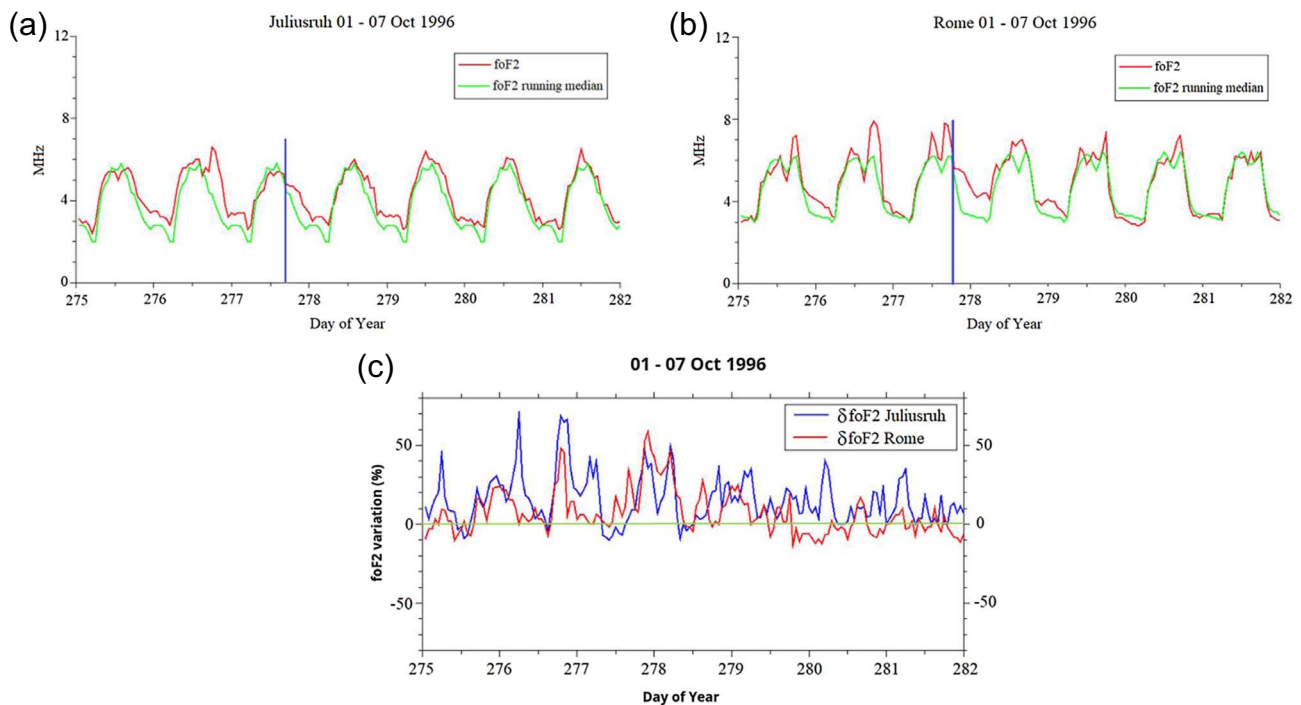 (a)
Juliusruh 01 - 07 Oct 1996
12
8
4
0
MHz
foF2
foF2 running median
275 276 277 278 279 280 281 282
Day of Year
(b)
Rome 01 - 07 Oct 1996
12
8
4
0
MHz
foF2
foF2 running median
275 276 277 278 279 280 281 282
Day of Year
(c)
01 - 07 Oct 1996
δfoF2 Juliusruh
δfoF2 Rome
50
0
-50
foF2 variation (%)
50
0
-50
275 276 277 278 279 280 281 282
Day of Year